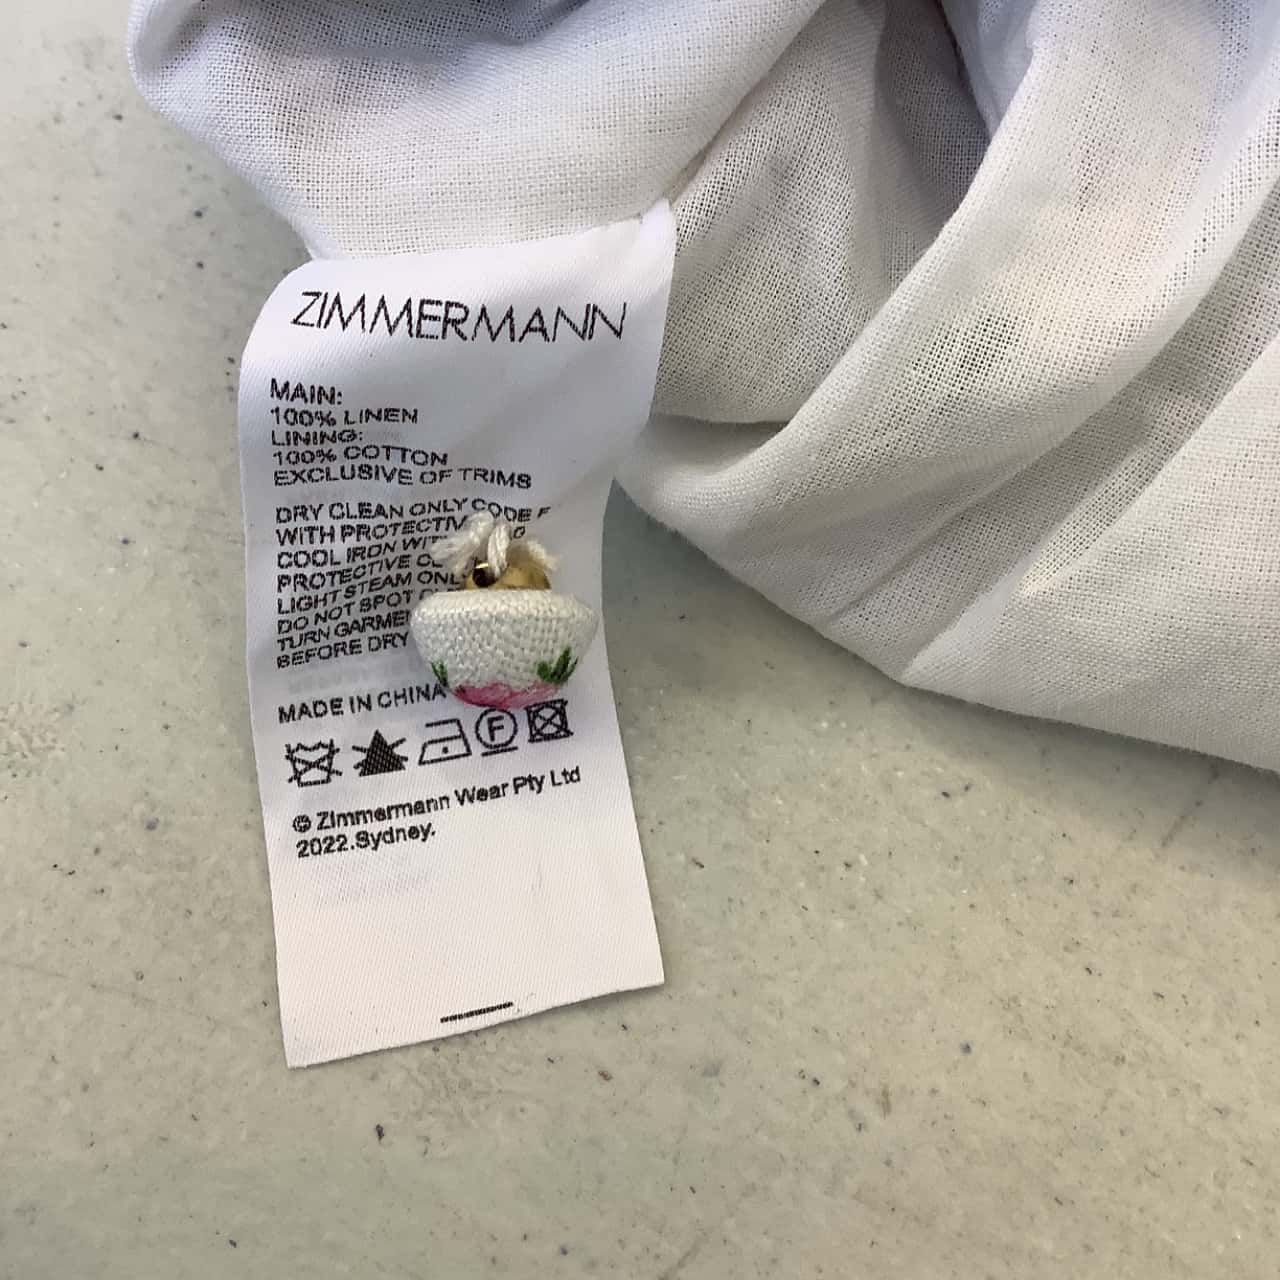 ZIMMERMANN
MAIN:
100% LINEN
LINING:
100% COTTON
EXCLUSIVE OF TRIMS
DRY CLEAN ONLY CODE F
WITH
COOL IRON
PROTECTIVE
LIGHT STEAM
DO NOT SPOT
TURN
BEFORE DRY
MADE IN CHINA
F
© Zimmermann Wear Pty Ltd
2022.Sydney.